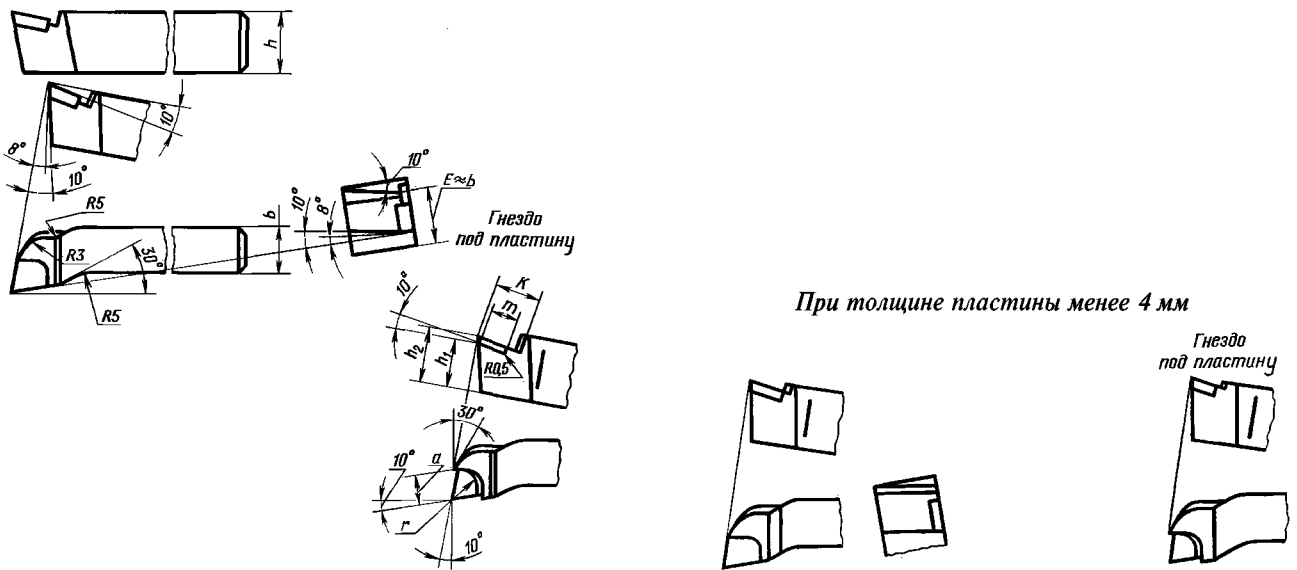 h
10°
8°
10°
R5
R3
30°
R5
b
10°
8°
10°
E≈b
Гнездо
под пластину
10°
K
m
h₂
h₁
R0,5
30°
10°
a
r
10°
При толщине пластины менее 4 мм
Гнездо
под пластину